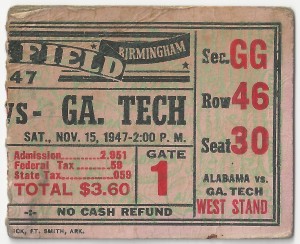 FIELD
BIRMINGHAM
47
VS- GA. TECH
SAT., NOV. 15, 1947-2:00 P. M.
Admission 2.951
Federal Tax .59
State Tax .059
TOTAL $3.60
GATE
1
NO CASH REFUND
CK, FT. SMITH, ARK.
Sec. GG
Row 46
Seat 30
ALABAMA vs.
GA. TECH
WEST STAND